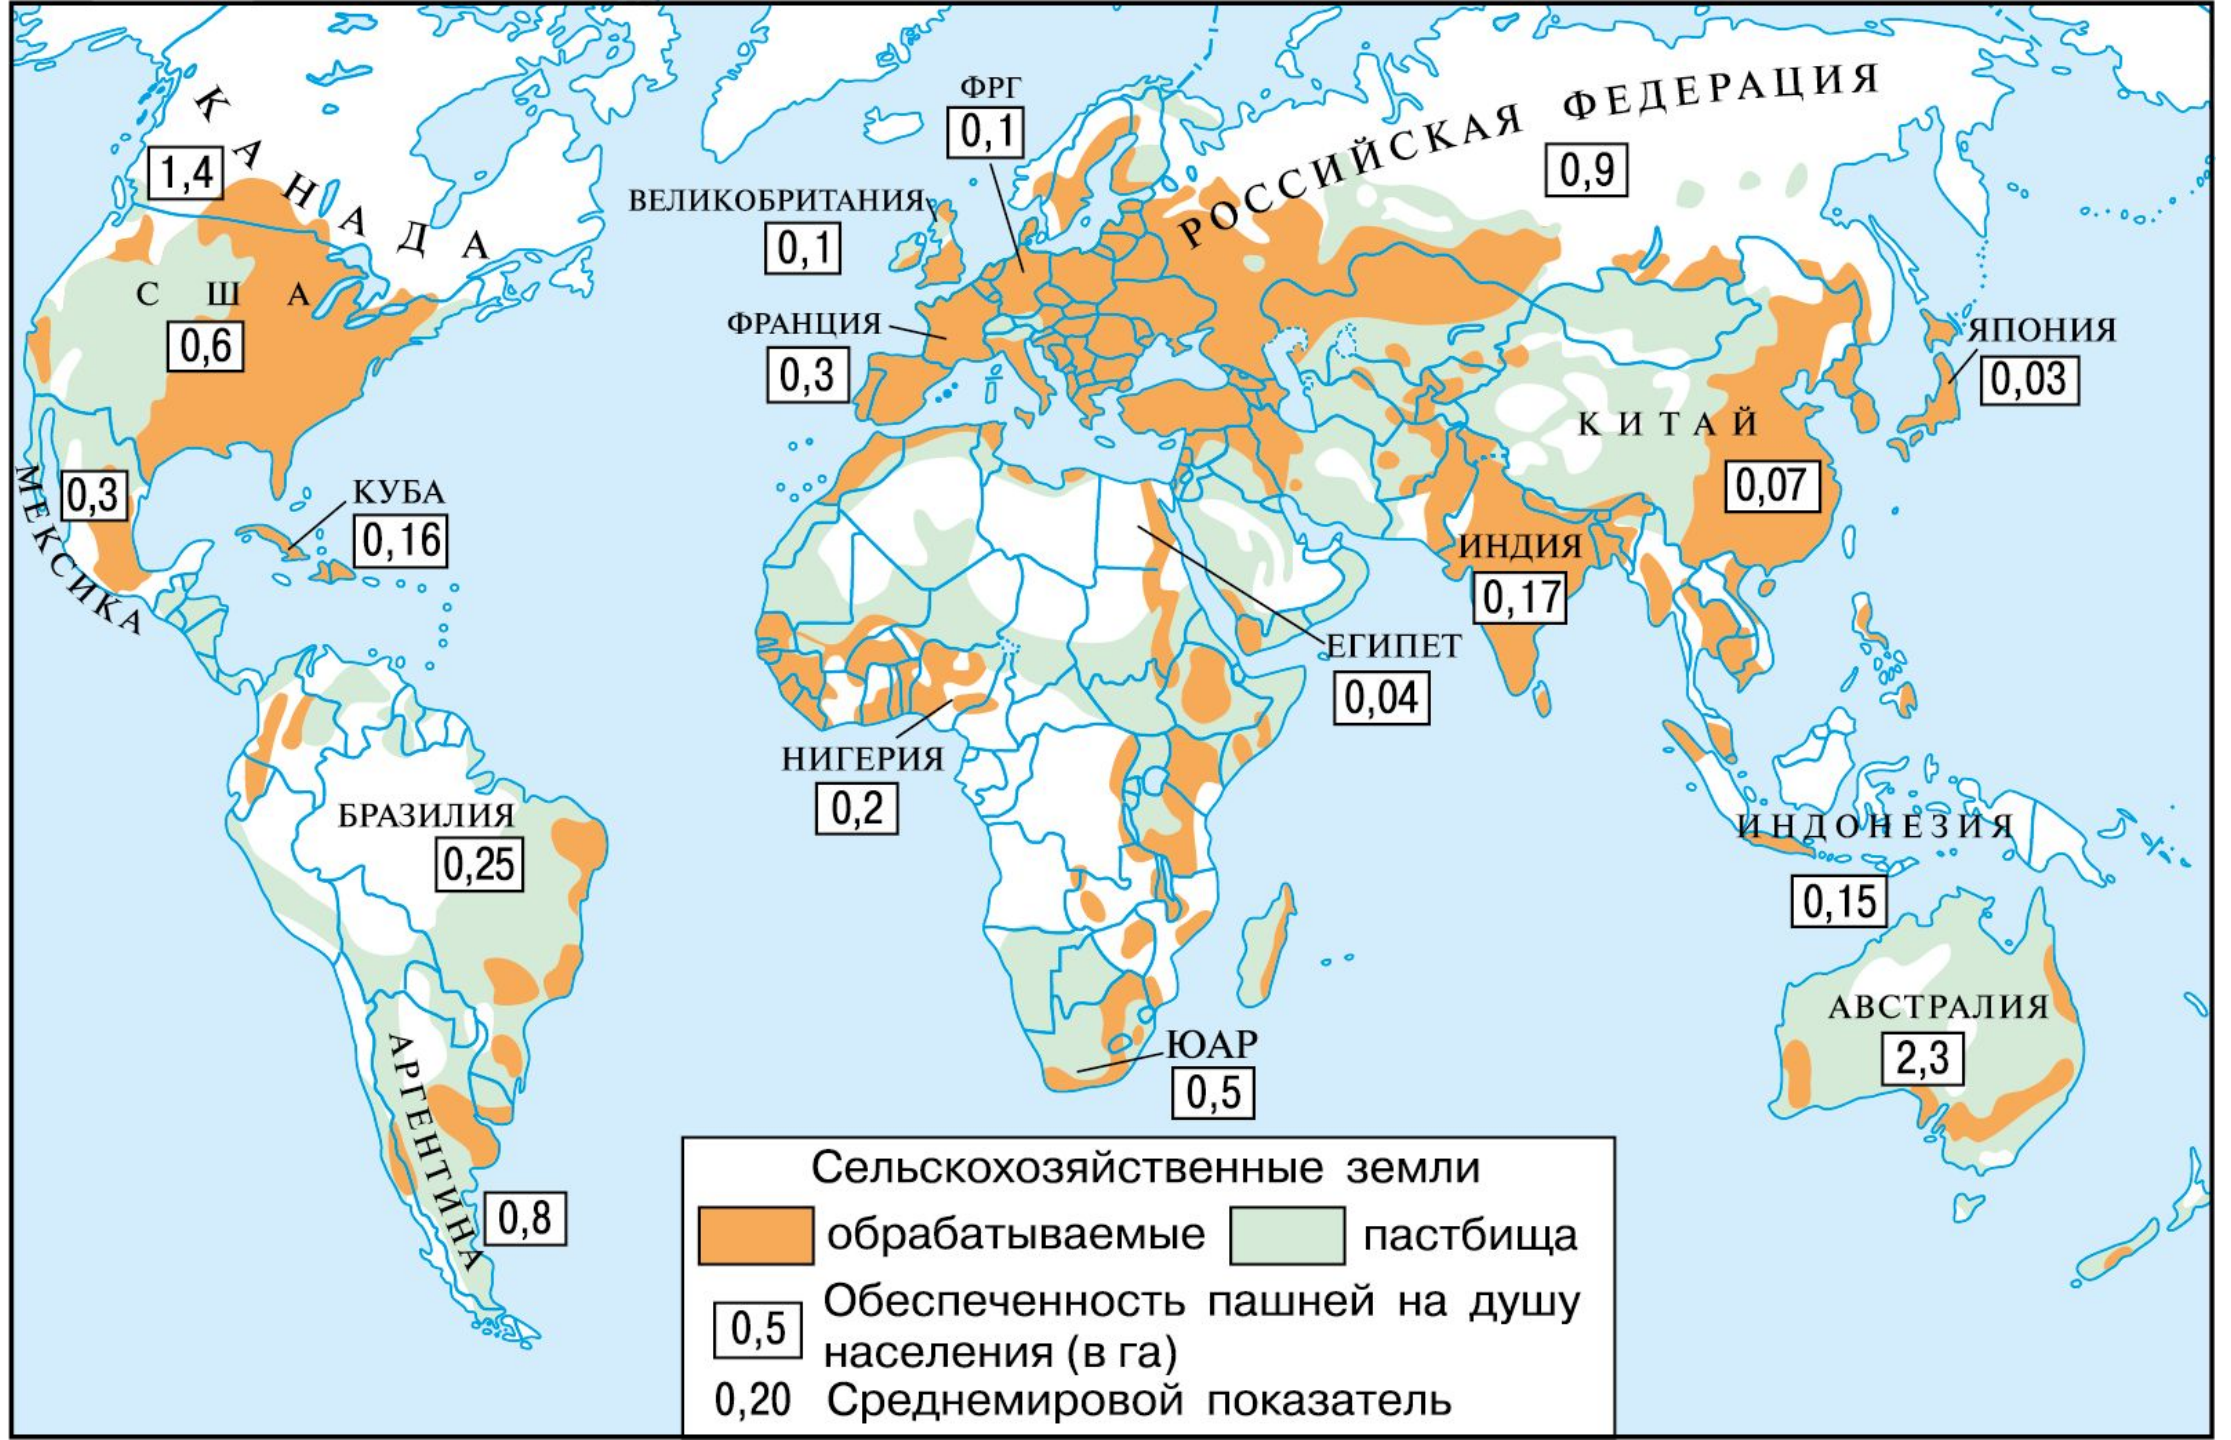 КАНАДА
1,4
США
0,6
МЕКСИКА
0,3
КУБА
0,16
БРАЗИЛИЯ
0,25
АРГЕНТИНА
0,8
ФРГ
0,1
ВЕЛИКОБРИТАНИЯ
0,1
ФРАНЦИЯ
0,3
РОССИЙСКАЯ ФЕДЕРАЦИЯ
0,9
ЯПОНИЯ
0,03
КИТАЙ
0,07
ИНДИЯ
0,17
ЕГИПЕТ
0,04
НИГЕРИЯ
0,2
ИНДОНЕЗИЯ
0,15
АВСТРАЛИЯ
2,3
ЮАР
0,5
Сельскохозяйственные земли
обрабатываемые пастбища
0,5 Обеспеченность пашней на душу
населения (в га)
0,20 Среднемировой показатель